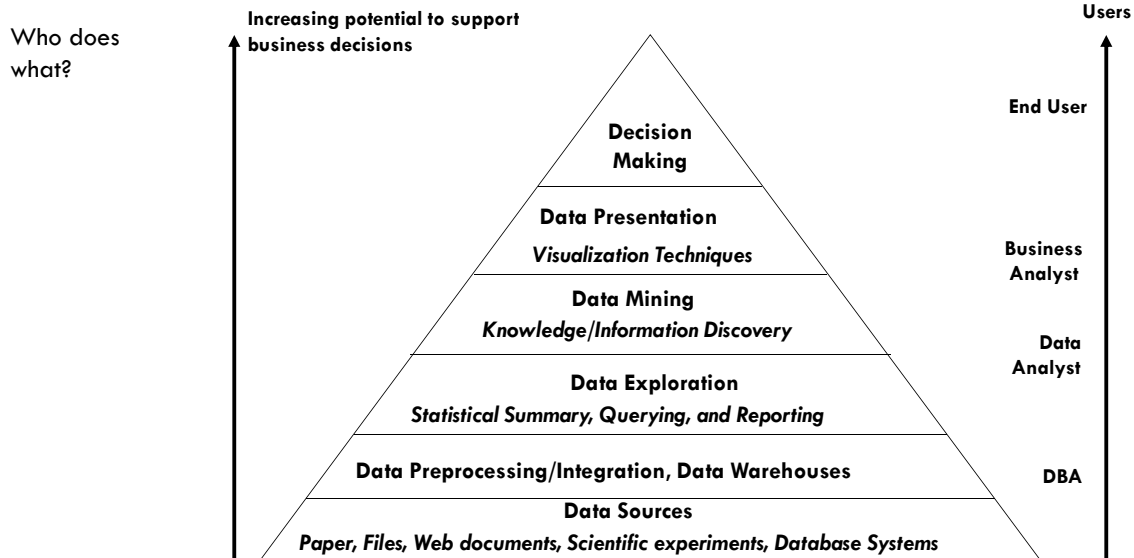 Who does
what?
Increasing potential to support
business decisions
Users
End User
Decision
Making
Data Presentation
Visualization Techniques
Business
Analyst
Data Mining
Knowledge/Information Discovery
Data
Analyst
Data Exploration
Statistical Summary, Querying, and Reporting
Data Preprocessing/Integration, Data Warehouses
DBA
Data Sources
Paper, Files, Web documents, Scientific experiments, Database Systems